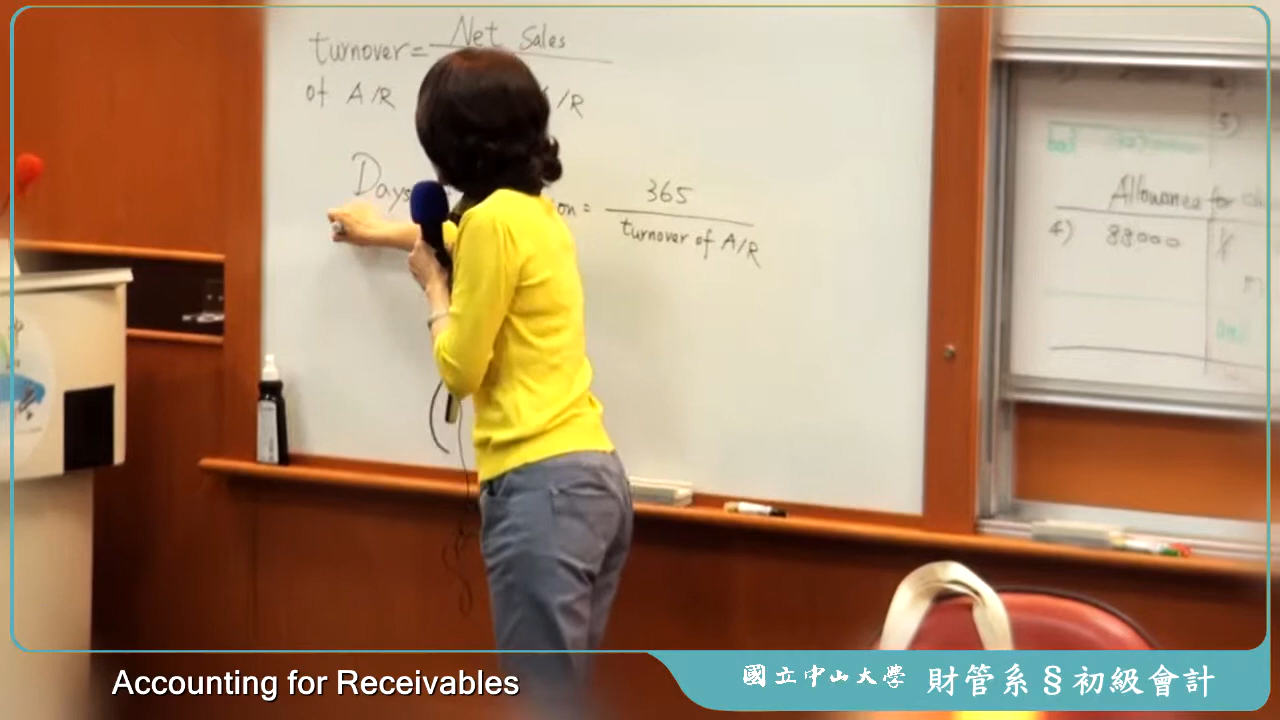 turnover = Net Sales
of A/R /R
Days on = 365
turnover of A/R
Allowance for
4) 88000
5)
Accounting for Receivables
國立中山大學 財管系§初級會計